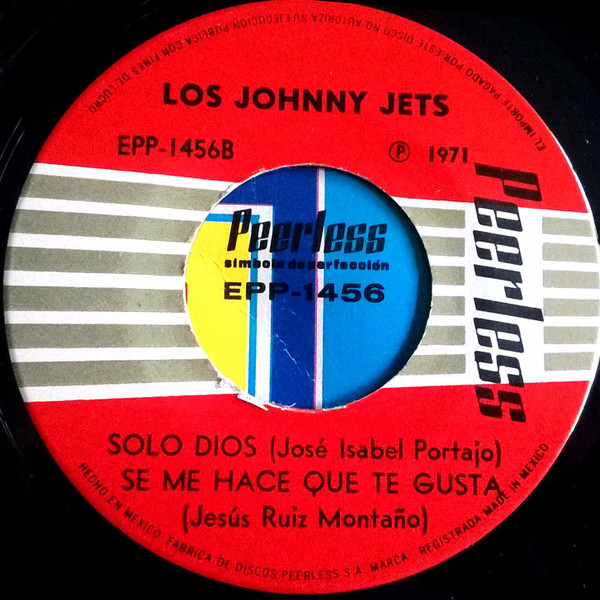 EL IMPORTE PAGADO POR ESTE DISCO NO AUTORIZA SU EJECUCION PUBLICA CON FINES DE LUCRO
LOS JOHNNY JETS
EPP-1456B
℗ 1971
Peerless
Peerless
símbolo de perfección
EPP-1456
SOLO DIOS (José Isabel Portajo)
SE ME HACE QUE TE GUSTA
(Jesús Ruiz Montaño)
HECHO EN MEXICO. FABRICA DE DISCOS PEERLESS S A. MARCA REGISTRADA MADE IN MEXICO